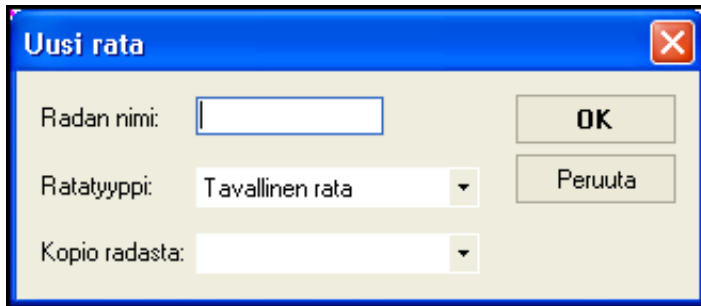 Uusi rata
Radan nimi:
OK
Ratatyyppi: Tavallinen rata
Peruuta
Kopio radasta: